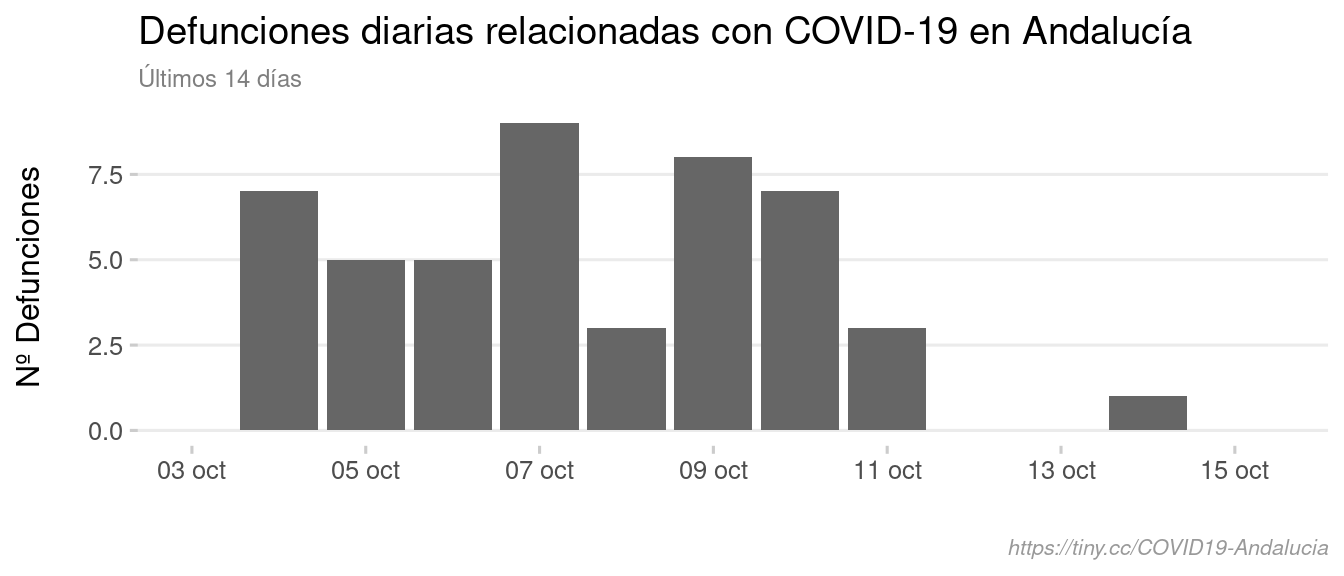 Defunciones diarias relacionadas con COVID-19 en Andalucía
Últimos 14 días
Nº Defunciones
7.5
5.0
2.5
0.0
03 oct 05 oct 07 oct 09 oct 11 oct 13 oct 15 oct
https://tiny.cc/COVID19-Andalucia